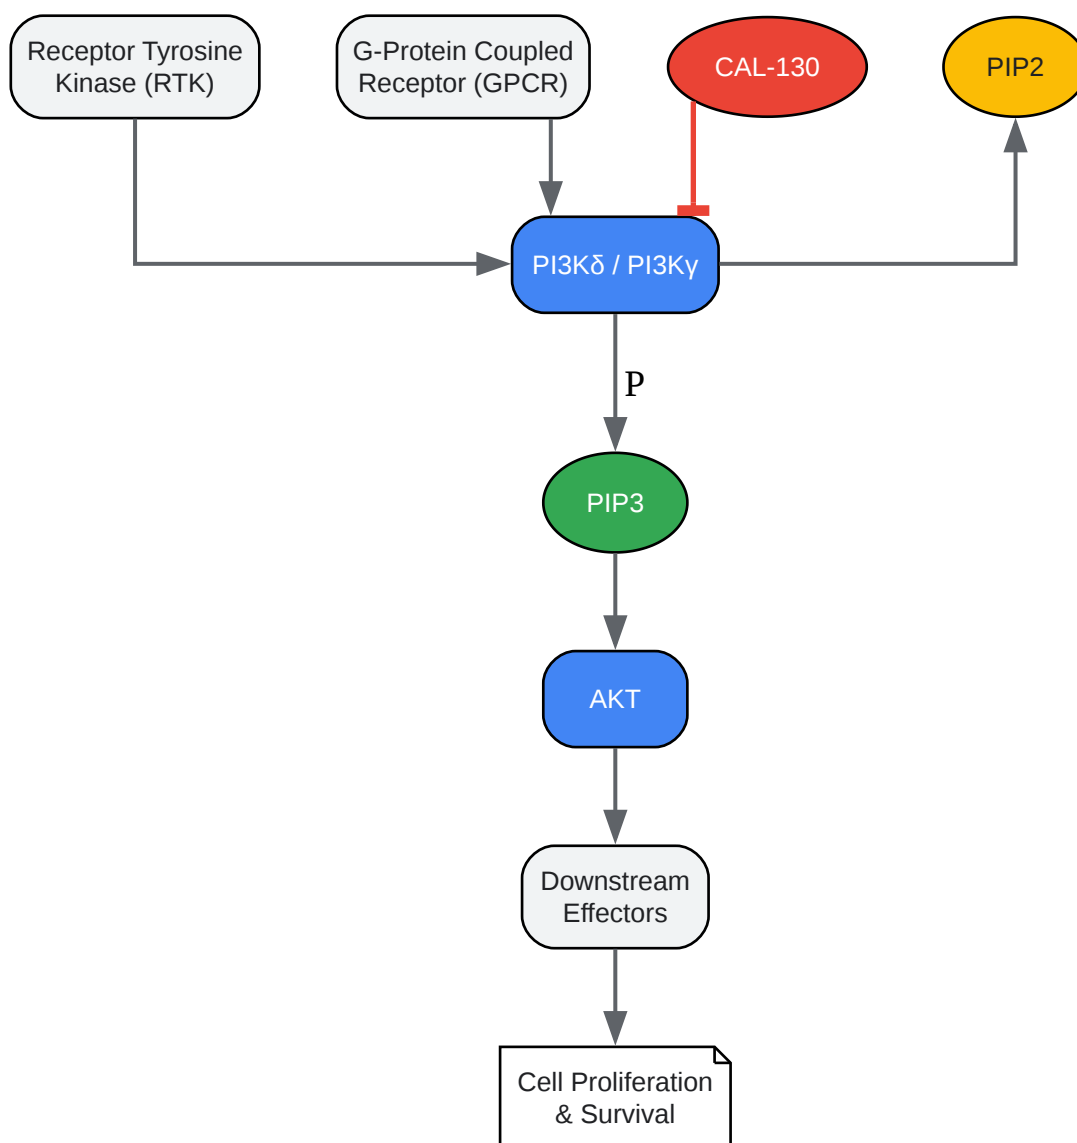 Receptor Tyrosine
Kinase (RTK)
G-Protein Coupled
Receptor (GPCR)
CAL-130
PIP2
PI3Kδ / PI3Kγ
P
PIP3
AKT
Downstream
Effectors
Cell Proliferation
& Survival